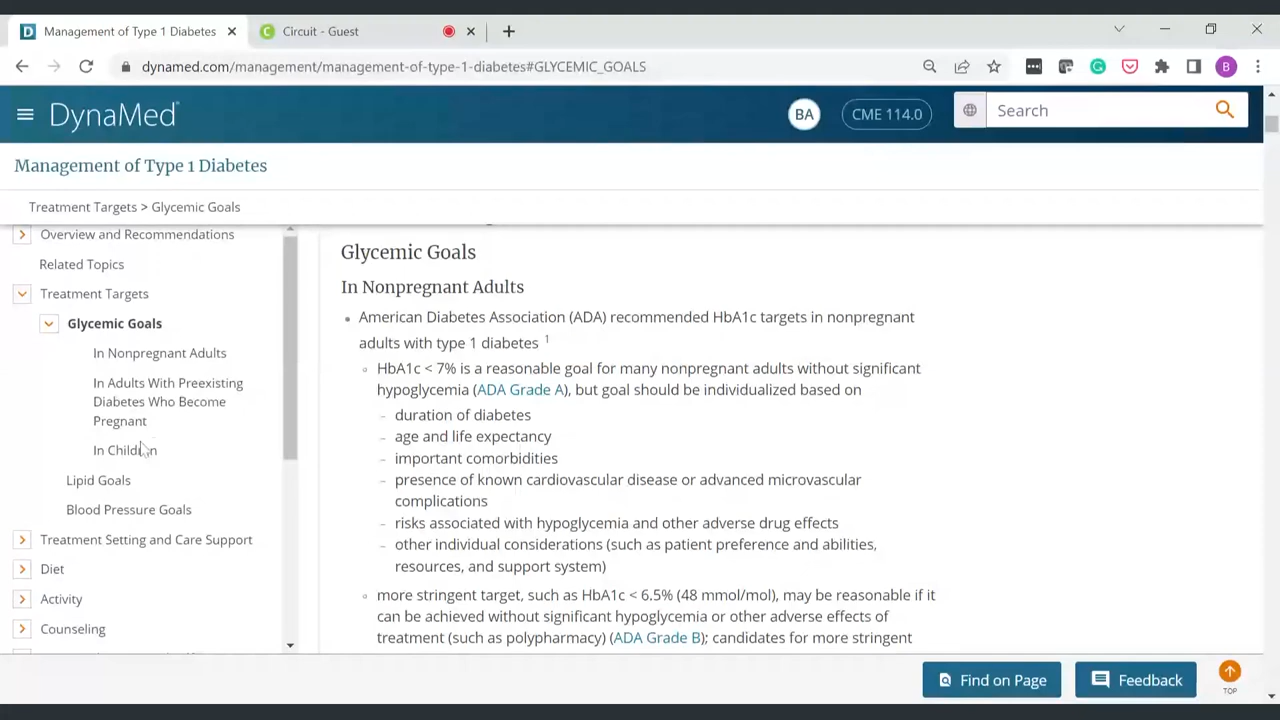 Management of Type 1 Diabetes
Circuit - Guest
dynamed.com/management/management-of-type-1-diabetes#GLYCEMIC_GOALS
B
DynaMed
BA
CME 114.0
Search
Management of Type 1 Diabetes
Treatment Targets > Glycemic Goals
Overview and Recommendations
Related Topics
Treatment Targets
Glycemic Goals
In Nonpregnant Adults
In Adults With Preexisting
Diabetes Who Become
Pregnant
In Children
Lipid Goals
Blood Pressure Goals
Treatment Setting and Care Support
Diet
Activity
Counseling
Glycemic Goals
In Nonpregnant Adults
American Diabetes Association (ADA) recommended HbA1c targets in nonpregnant
adults with type 1 diabetes 1
HbA1c < 7% is a reasonable goal for many nonpregnant adults without significant
hypoglycemia (ADA Grade A), but goal should be individualized based on
duration of diabetes
age and life expectancy
important comorbidities
presence of known cardiovascular disease or advanced microvascular
complications
risks associated with hypoglycemia and other adverse drug effects
other individual considerations (such as patient preference and abilities,
resources, and support system)
more stringent target, such as HbA1c < 6.5% (48 mmol/mol), may be reasonable if it
can be achieved without significant hypoglycemia or other adverse effects of
treatment (such as polypharmacy) (ADA Grade B); candidates for more stringent
Find on Page
Feedback
TOP